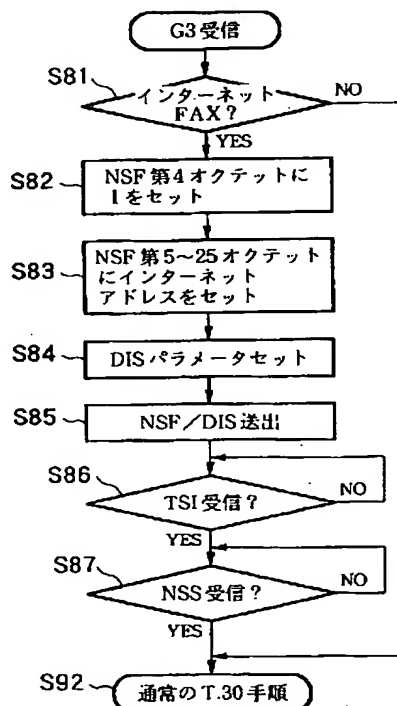 G3受信
S81
インターネット
FAX?
NO
YES
S82
NSF第4オクテットに
1をセット
S83
NSF第5~25オクテット
にインターネット
アドレスをセット
S84
DISパラメータセット
S85
NSF/DIS送出
S86
TSI受信?
NO
YES
S87
NSS受信?
NO
YES
S92
通常のT.30手順